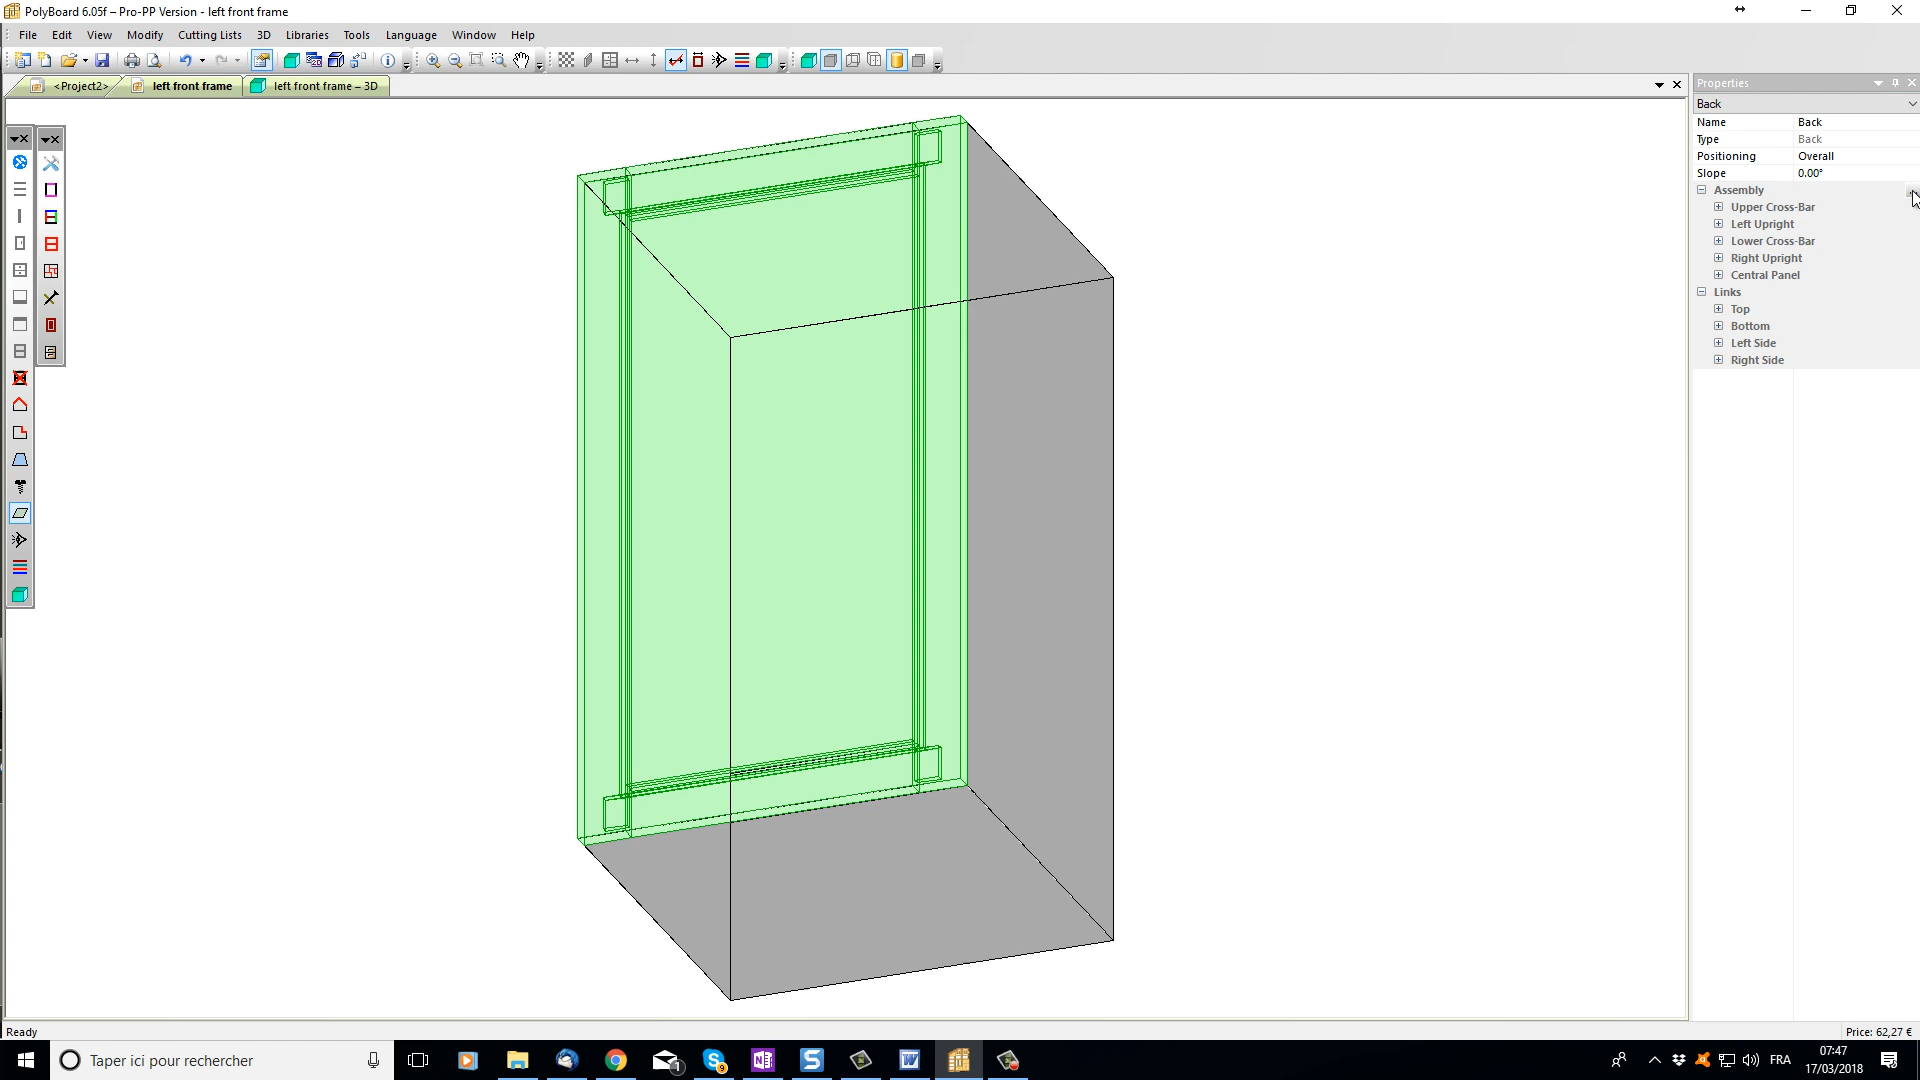 PolyBoard 6.05f – Pro-PP Version - left front frame
File Edit View Modify Cutting Lists 3D Libraries Tools Language Window Help
<Project2> left front frame left front frame – 3D
Properties
Back
Name Back
Type Back
Positioning Overall
Slope 0.00°
Assembly
Upper Cross-Bar
Left Upright
Lower Cross-Bar
Right Upright
Central Panel
Links
Top
Bottom
Left Side
Right Side
Ready
Price: 62,27 €
Taper ici pour rechercher
FRA
07:47
17/03/2018